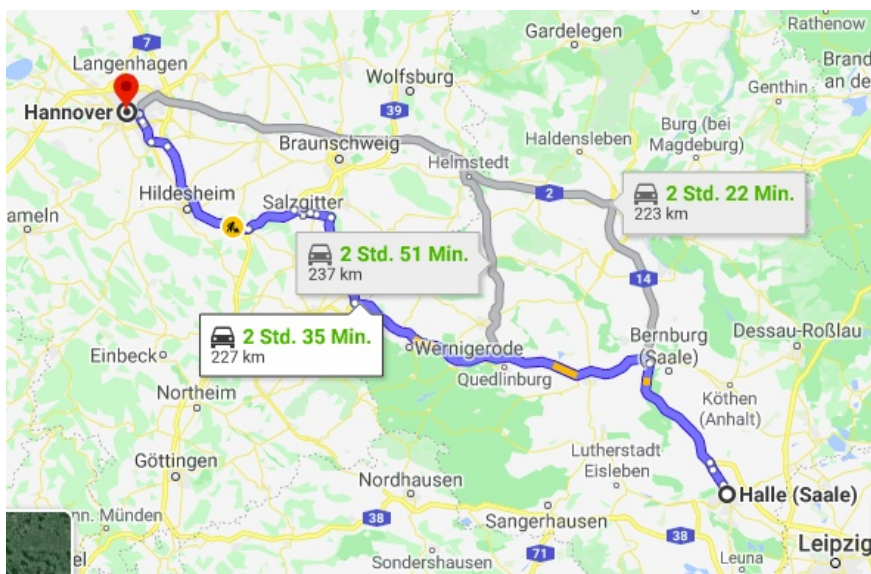 Gardelegen
Rathenow
7
Langenhagen
Wolfsburg
Genthin
Brand
an de
Hannover
39
Haldensleben
Burg (bei
Magdeburg)
Braunschweig
Helmstedt
Hildesheim
Salzgitter
2
2 Std. 22 Min.
223 km
ameln
2 Std. 51 Min.
237 km
14
2 Std. 35 Min.
227 km
Bernburg
(Saale)
Dessau-Roßlau
Einbeck
Wernigerode
Quedlinburg
Köthen
(Anhalt)
Northeim
Göttingen
Lutherstadt
Eisleben
Nordhausen
Halle (Saale)
nn. Münden
38
Sangerhausen
38
Leipzig
el
Sondershausen
71
Leuna